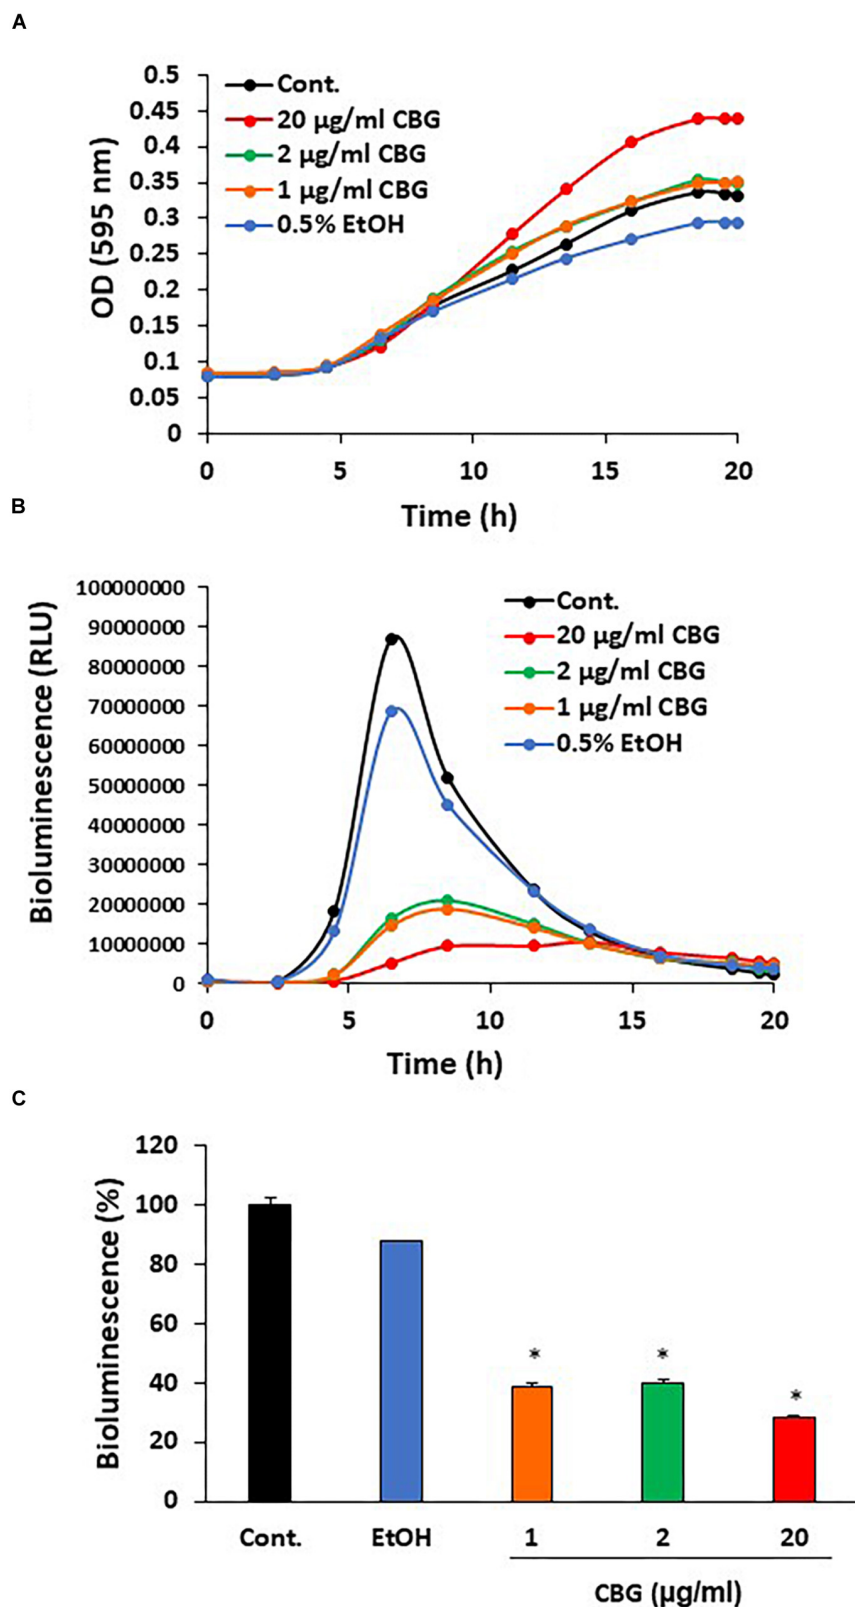 A
0.5
0.45
0.4
0.35
0.3
0.25
0.2
0.15
0.1
0.05
0
OD (595 nm)
Cont.
20 µg/ml CBG
2 µg/ml CBG
1 µg/ml CBG
0.5% EtOH
0 5 10 15 20
Time (h)
B
100000000
90000000
80000000
70000000
60000000
50000000
40000000
30000000
20000000
10000000
0
Bioluminescence (RLU)
Cont.
20 µg/ml CBG
2 µg/ml CBG
1 µg/ml CBG
0.5% EtOH
0 5 10 15 20
Time (h)
C
120
100
80
60
40
20
0
Bioluminescence (%)
* * *
Cont. EtOH 1 2 20
CBG (µg/ml)